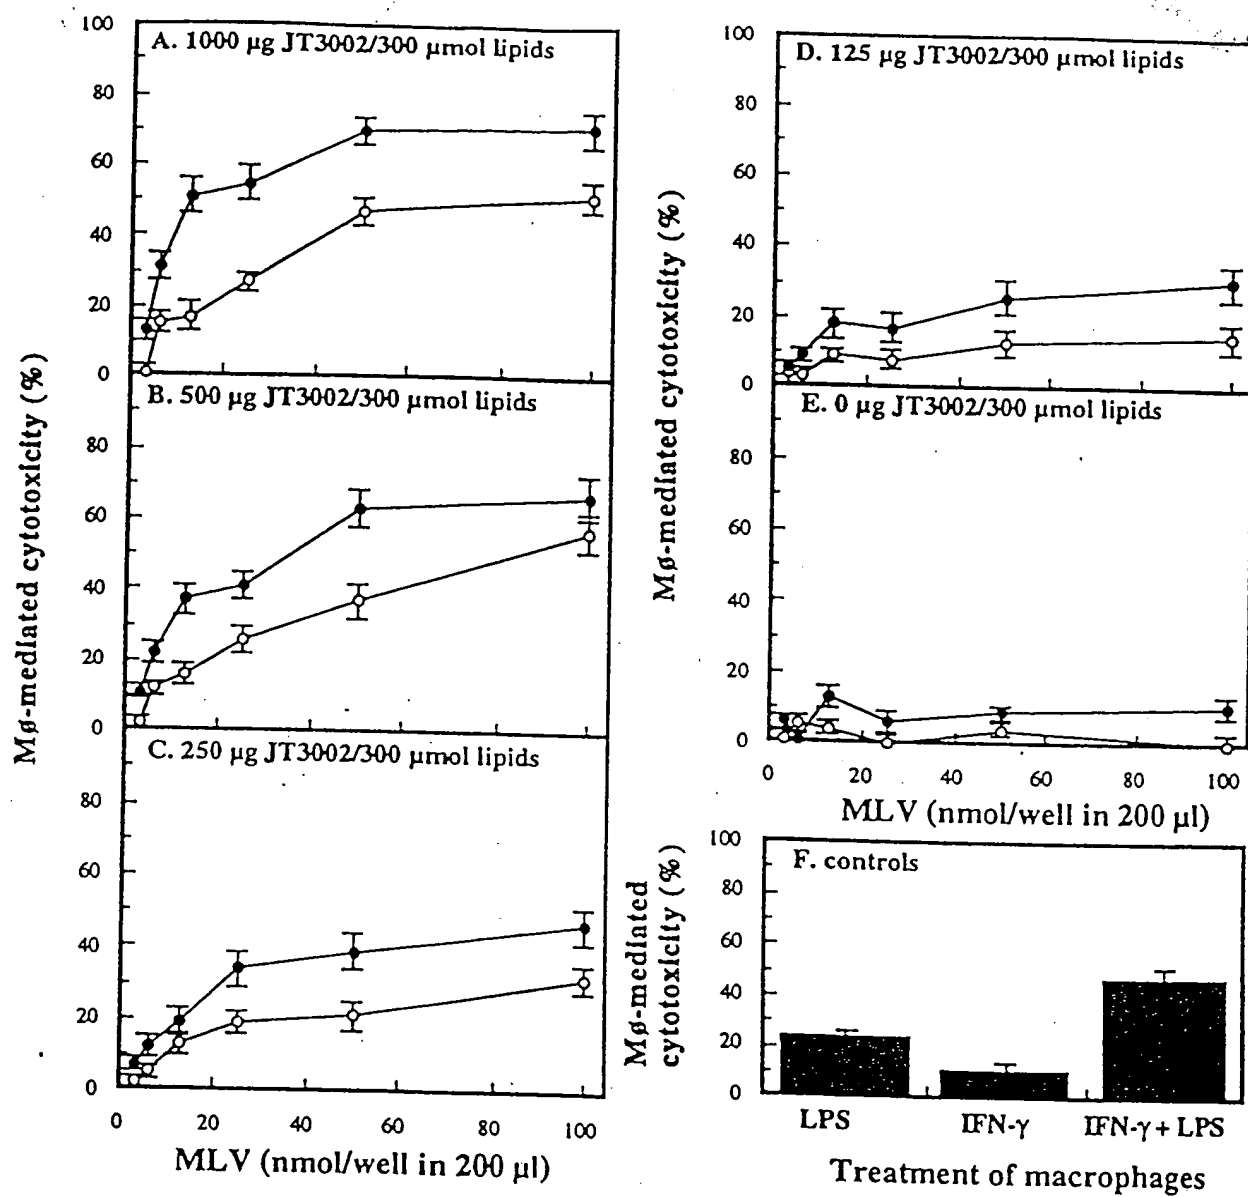 A. 1000 µg JT3002/300 µmol lipids
100
80
60
40
20
0
B. 500 µg JT3002/300 µmol lipids
80
60
40
20
0
C. 250 µg JT3002/300 µmol lipids
80
60
40
20
0
0 20 40 60 80 100
MLV (nmol/well in 200 µl)
Mø-mediated cytotoxicity (%)
D. 125 µg JT3002/300 µmol lipids
100
80
60
40
20
0
E. 0 µg JT3002/300 µmol lipids
80
60
40
20
0
0 20 40 60 80 100
MLV (nmol/well in 200 µl)
Mø-mediated cytotoxicity (%)
F. controls
100
80
60
40
20
0
Mø-mediated
cytotoxicity (%)
LPS IFN-γ IFN-γ + LPS
Treatment of macrophages